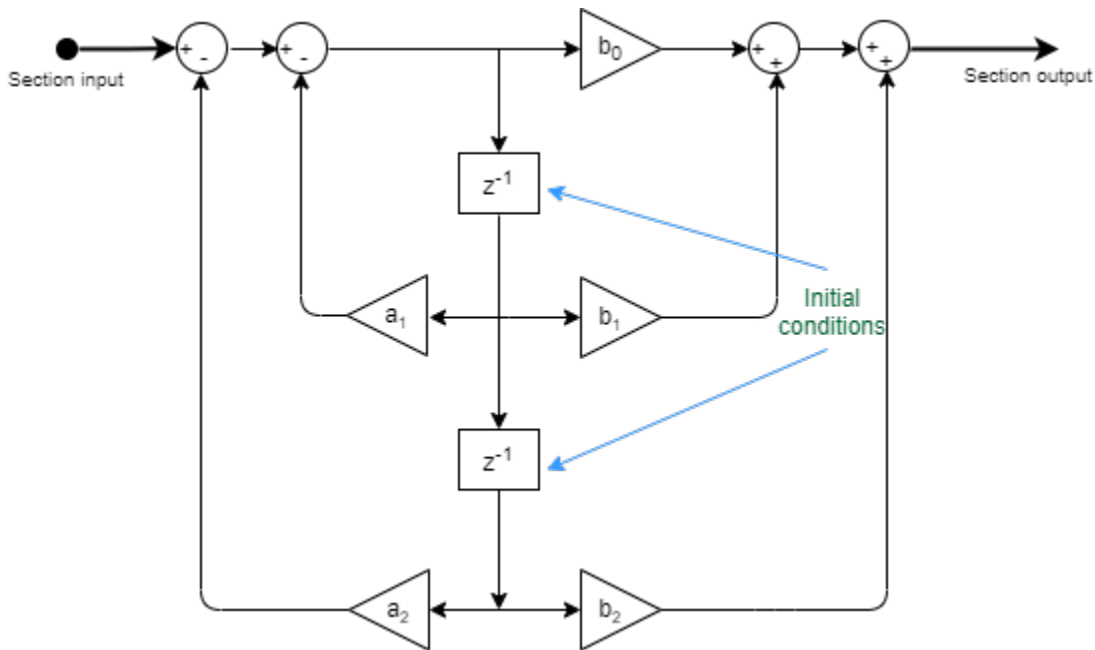 +
-
+
-
b₀
+
+
+
+
Section input
Section output
z⁻¹
Initial
conditions
a₁
b₁
z⁻¹
a₂
b₂